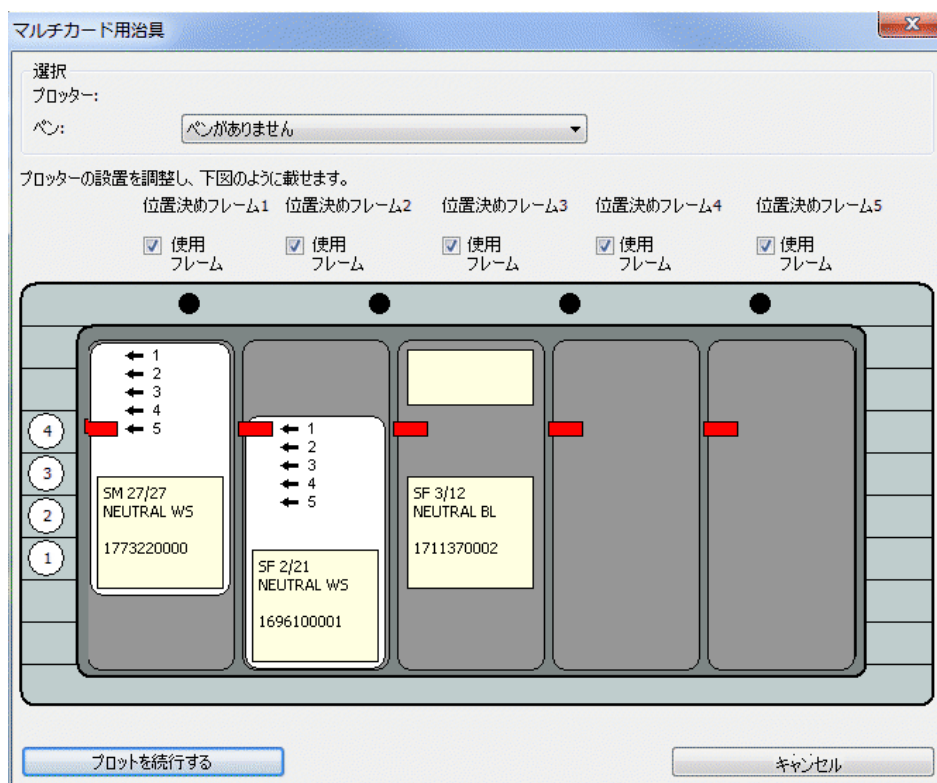 マルチカード用治具
選択
プロッター:
ペン: ペンがありません
プロッターの設置を調整し、下図のように載せます。
位置決めフレーム1 位置決めフレーム2 位置決めフレーム3 位置決めフレーム4 位置決めフレーム5
使用 使用 使用 使用 使用
フレーム フレーム フレーム フレーム フレーム
1
2
3
4
5
SM 27/27
NEUTRAL WS
1773220000
1
2
3
4
5
SF 2/21
NEUTRAL WS
1696100001
SF 3/12
NEUTRAL BL
1711370002
4
3
2
1
プロットを続行する キャンセル